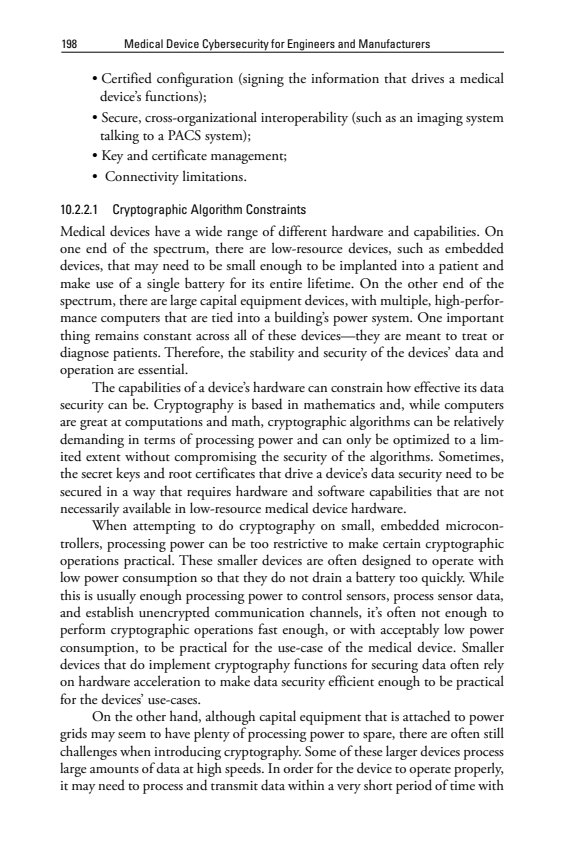 198 Medical Device Cybersecurity for Engineers and Manufacturers
• Certified configuration (signing the information that drives a medical
device's functions);
• Secure, cross-organizational interoperability (such as an imaging system
talking to a PACS system);
• Key and certificate management;
• Connectivity limitations.
10.2.2.1 Cryptographic Algorithm Constraints
Medical devices have a wide range of different hardware and capabilities. On
one end of the spectrum, there are low-resource devices, such as embedded
devices, that may need to be small enough to be implanted into a patient and
make use of a single battery for its entire lifetime. On the other end of the
spectrum, there are large capital equipment devices, with multiple, high-perfor-
mance computers that are tied into a building's power system. One important
thing remains constant across all of these devices—they are meant to treat or
diagnose patients. Therefore, the stability and security of the devices' data and
operation are essential.
The capabilities of a device's hardware can constrain how effective its data
security can be. Cryptography is based in mathematics and, while computers
are great at computations and math, cryptographic algorithms can be relatively
demanding in terms of processing power and can only be optimized to a lim-
ited extent without compromising the security of the algorithms. Sometimes,
the secret keys and root certificates that drive a device's data security need to be
secured in a way that requires hardware and software capabilities that are not
necessarily available in low-resource medical device hardware.
When attempting to do cryptography on small, embedded microcon-
trollers, processing power can be too restrictive to make certain cryptographic
operations practical. These smaller devices are often designed to operate with
low power consumption so that they do not drain a battery too quickly. While
this is usually enough processing power to control sensors, process sensor data,
and establish unencrypted communication channels, it's often not enough to
perform cryptographic operations fast enough, or with acceptably low power
consumption, to be practical for the use-case of the medical device. Smaller
devices that do implement cryptography functions for securing data often rely
on hardware acceleration to make data security efficient enough to be practical
for the devices' use-cases.
On the other hand, although capital equipment that is attached to power
grids may seem to have plenty of processing power to spare, there are often still
challenges when introducing cryptography. Some of these larger devices process
large amounts of data at high speeds. In order for the device to operate properly,
it may need to process and transmit data within a very short period of time with